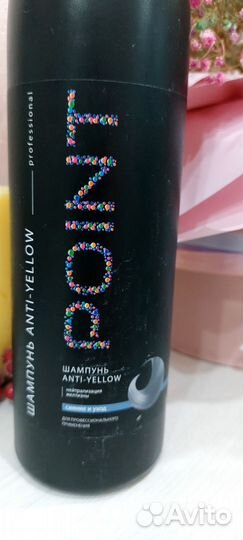 ШАМПУНЬ ANTI-YELLOW
professional
POINT
ШАМПУНЬ
ANTI-YELLOW
нейтрализация
желтизны
сияние и уход
ДЛЯ ПРОФЕССИОНАЛЬНОГО
ПРИМЕНЕНИЯ
Avito